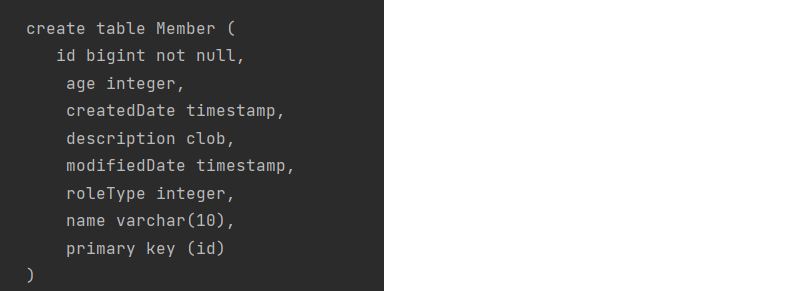 create table Member (
id bigint not null,
age integer,
createdDate timestamp,
description clob,
modifiedDate timestamp,
roleType integer,
name varchar(10),
primary key (id)
)